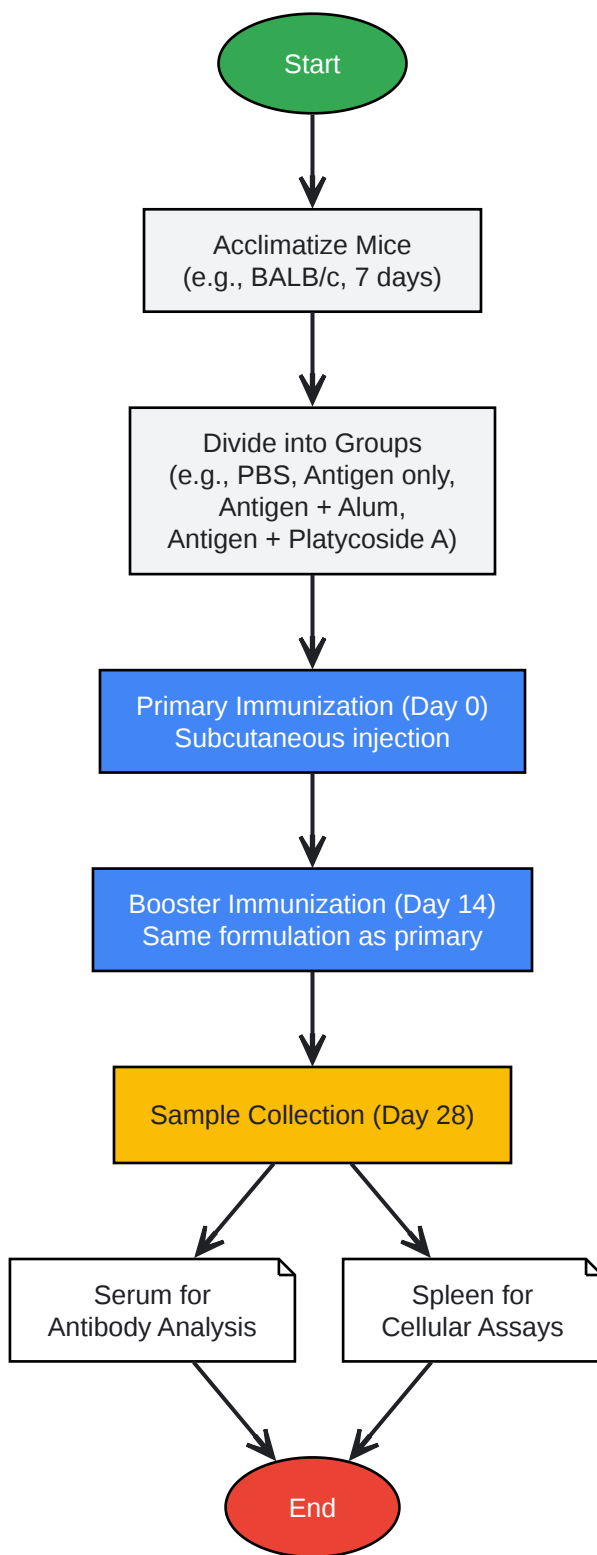 Start
Acclimatize Mice
(e.g., BALB/c, 7 days)
Divide into Groups
(e.g., PBS, Antigen only,
Antigen + Alum,
Antigen + Platycoside A)
Primary Immunization (Day 0)
Subcutaneous injection
Booster Immunization (Day 14)
Same formulation as primary
Sample Collection (Day 28)
Serum for
Antibody Analysis
Spleen for
Cellular Assays
End